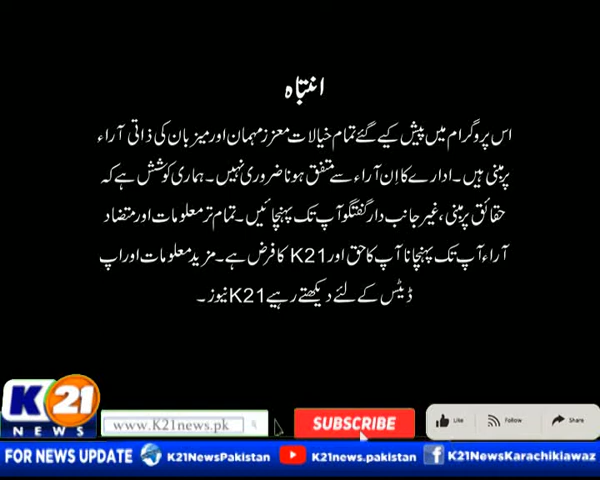 انتباہ
اس پروگرام میں پیش کیے گئے تمام خیالات معزز مہمان اور میزبان کی ذاتی آراء
پر مبنی ہیں۔ ادارے کا اِن آراء سے متفق ہونا ضروری نہیں۔ ہماری کوشش ہے کہ
حقائق پر مبنی، غیر جانب دار گفتگو آپ تک پہنچائیں۔ تمام تر معلومات اور متضاد
آراء آپ تک پہنچانا آپ کا حق اور K21 کا فرض ہے۔ مزید معلومات اور اپ
ڈیٹس کے لئے دیکھتے رہیے K21 نیوز۔
K21
NEWS
www.K21news.pk
SUBSCRIBE
Like
Follow
Share
FOR NEWS UPDATE K21NewsPakistan K21news.pakistan K21NewsKarachikiawaz